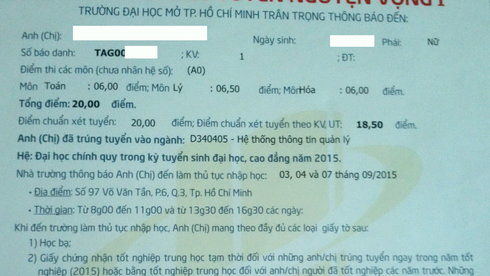 NGUYỆN VỌNG I
TRƯỜNG ĐẠI HỌC MỞ TP. HỒ CHÍ MINH TRÂN TRỌNG THÔNG BÁO ĐẾN:
Anh (Chị): Ngày sinh: Phái: Nữ
Số báo danh: TAG00 ; KV: 1 ; ĐT:
Điểm thi các môn (chưa nhân hệ số): (A0)
Môn Toán : 06,00 điểm; Môn Lý : 06,50 điểm; Môn Hóa : 06,00 điểm.
Tổng điểm: 20,00 điểm.
Điểm chuẩn xét tuyển: 20,00 điểm; Điểm chuẩn xét tuyển theo KV, UT: 18,50 điểm.
Anh (Chị) đã trúng tuyển vào ngành: D340405 - Hệ thống thông tin quản lý
Hệ: Đại học chính quy trong kỳ tuyển sinh đại học, cao đẳng năm 2015.
Nhà trường thông báo Anh (Chị) đến làm thủ tục nhập học: 03, 04 và 07 tháng 09/2015
- Địa điểm: Số 97 Võ Văn Tần, P.6, Q.3, Tp. Hồ Chí Minh
- Thời gian: Từ 8g00 đến 11g00 và từ 13g30 đến 16g30 các ngày:
Khi đến trường làm thủ tục nhập học, Anh (Chị) mang theo đầy đủ các loại giấy tờ sau:
1) Học bạ;
2) Giấy chứng nhận tốt nghiệp trung học tạm thời đối với những anh/chị trúng tuyển ngay trong năm tốt
nghiệp (2015) hoặc bằng tốt nghiệp trung học đối với anh/chị người đã tốt nghiệp các năm trước. Những